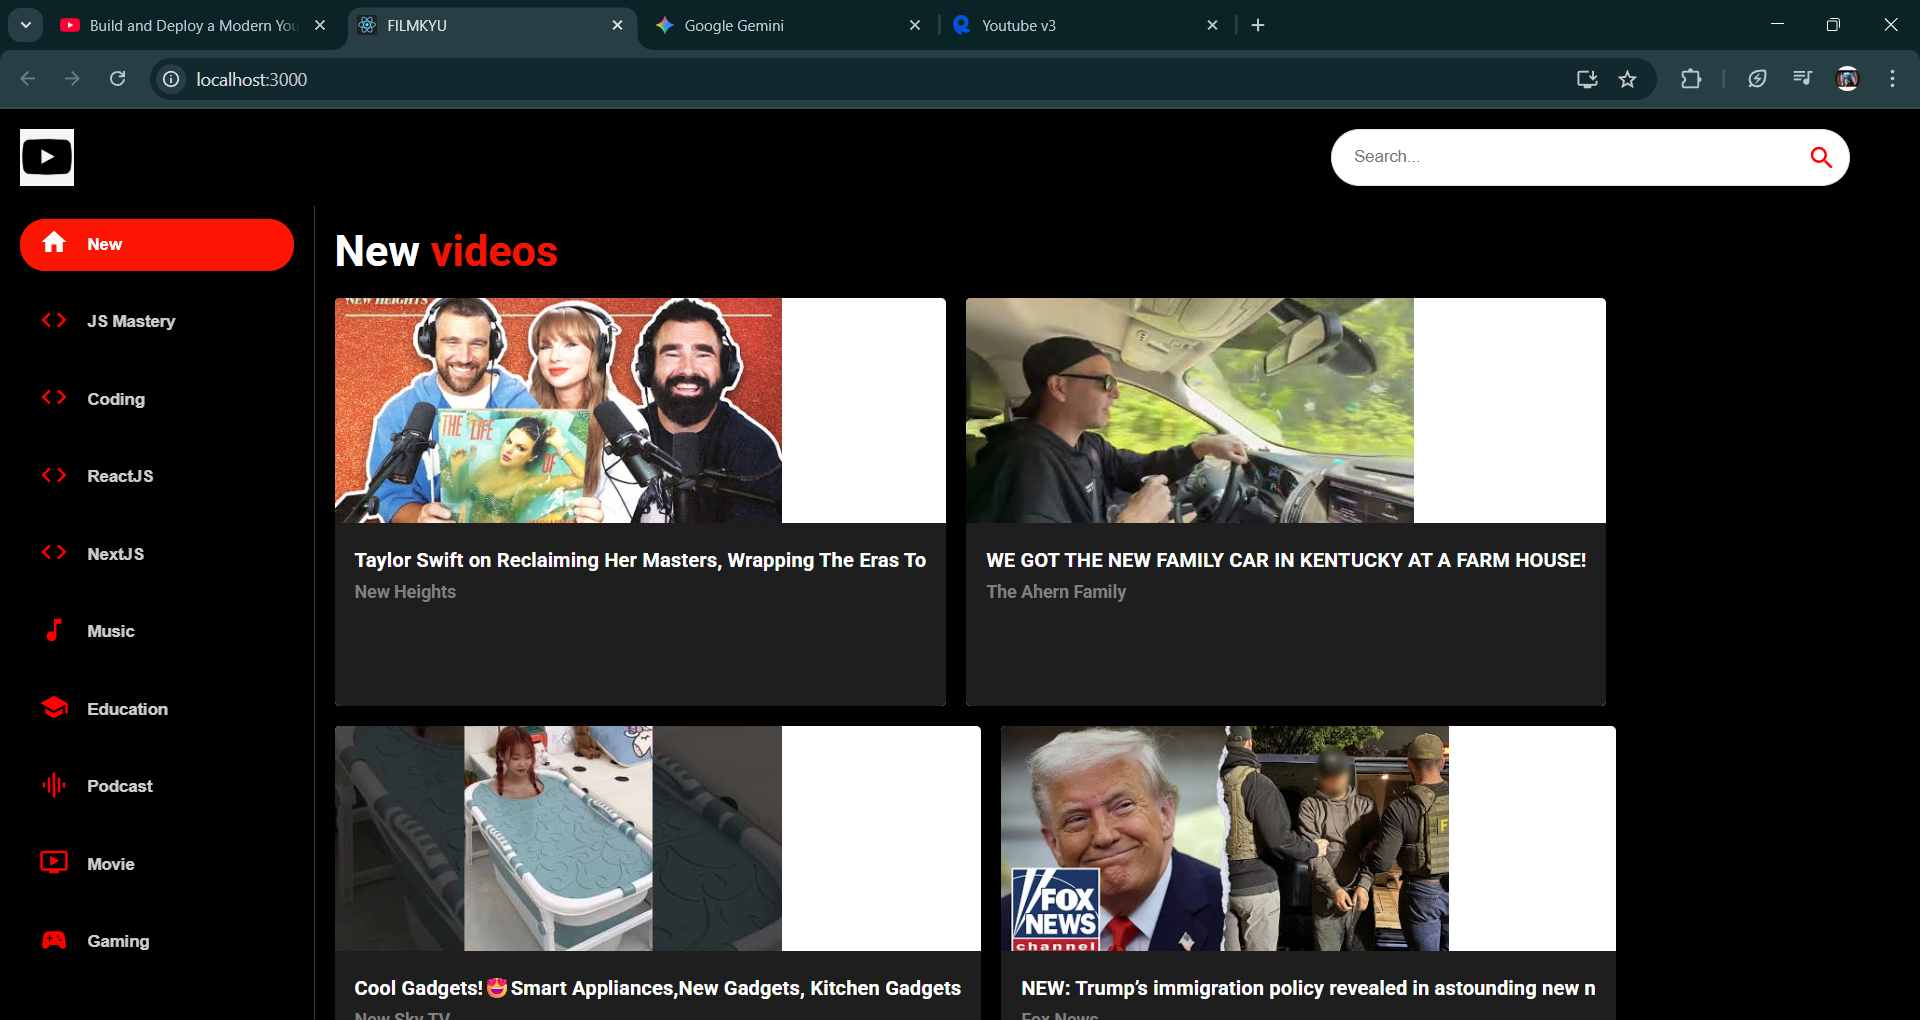 Build and Deploy a Modern You
FILMKYU
Google Gemini
Youtube v3
localhost:3000
Search...
New
JS Mastery
Coding
ReactJS
NextJS
Music
Education
Podcast
Movie
Gaming
New videos
NEW HEIGHTS
THE LIFE
OF
Taylor Swift on Reclaiming Her Masters, Wrapping The Eras To
New Heights
WE GOT THE NEW FAMILY CAR IN KENTUCKY AT A FARM HOUSE!
The Ahern Family
FOX
NEWS
channel
F
Cool Gadgets!😍Smart Appliances,New Gadgets, Kitchen Gadgets
New Sky TV
NEW: Trump’s immigration policy revealed in astounding new n
Fox News